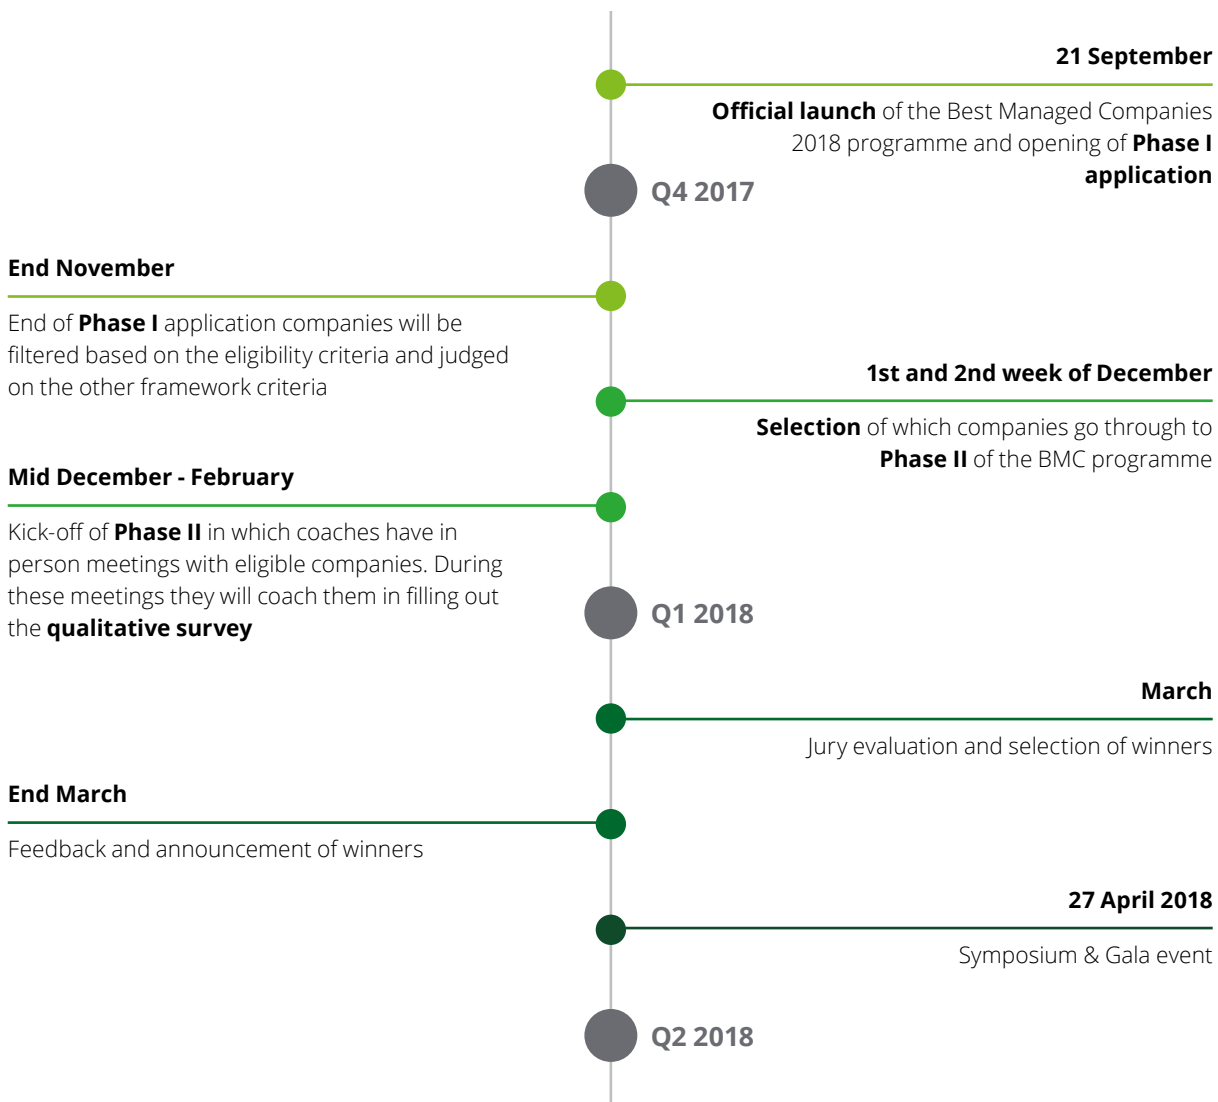 21 September
Official launch of the Best Managed Companies
2018 programme and opening of Phase I
application
Q4 2017
End November
End of Phase I application companies will be
filtered based on the eligibility criteria and judged
on the other framework criteria
1st and 2nd week of December
Selection of which companies go through to
Phase II of the BMC programme
Mid December - February
Kick-off of Phase II in which coaches have in
person meetings with eligible companies. During
these meetings they will coach them in filling out
the qualitative survey
Q1 2018
March
Jury evaluation and selection of winners
End March
Feedback and announcement of winners
27 April 2018
Symposium & Gala event
Q2 2018